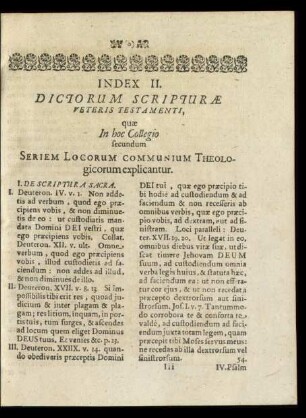 INDEX II.
DICTORUM SCRIPTURÆ
VETERIS TESTAMENTI,
quæ
In hoc Collegio
secundum
SERIEM LOCORUM COMMUNIUM THEOLO-
gicorum explicantur.
I. DE SCRIPTURA SACRA.
I. Deuteron. IV. v. 2. Non adde-
tis ad verbum, quod ego præ-
cipiens vobis, & non diminue-
tis de eo: ut custodiatis man-
data Domini DEI vestri, quæ
ego præcipiens vobis. Collat.
Deuteron. XII. v. ult. Omne
verbum, quod ego præcipiens
vobis, illud custodieris ad fa-
ciendum: non addes ad illud,
& non diminues de illo.
II. Deuteron. XVII. v. 8. 13. Si im-
possibilis tibi erit res, quoad ju-
dicium & inter plagam & pla-
gam; res litium, inquam, in por-
tis tuis, tum surges, & ascendes
ad locum quem eliget Dominus
DEUS tuus, Et venies &c. p. 15.
III. Deuteron. XXIIX. v. 14. quan-
do obedivetis præceptis Domini
DEI tui, quæ ego præcipio ti-
bi hodiè ad custodiendum & ad
faciendum & non recesseris ab
omnibus verbis, quæ ego præci-
pio vobis, ad dextram, aut ad si-
nistram. Loci paralleli: Deu-
ter. XVII. 19. 20. Ut legat in eo,
omnibus diebus vitæ suæ, ut di-
scat timere Jehovam DEUM
suum, ad custodiendum omnia
verba legis hujus, & statuta hæc,
ad faciendum ea: ut non effe-
rat cor ejus, & ut non recedat à
præcepto dextrorsum aut sini-
strorsum. Jos. I. v. 7. Tantummo-
do corrobora te & conforta te
valdè, ad custodiendum, ad fa-
ciendum juxta totam legem, quam
præcepit tibi Moses servus meus:
ne recedas ab illa dextrorsum vel
sinistrorsum. 54.
Iii
IV. Psalm